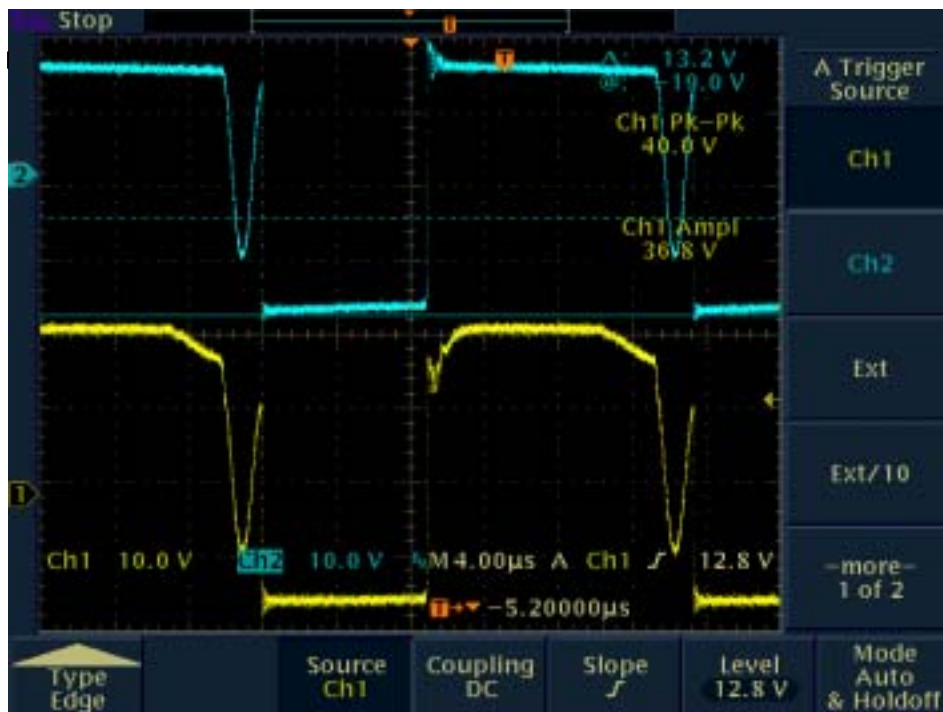 Stop
T
13.2 V
-19.0 V
Ch1 Pk-Pk
40.0 V
2
Ch1 Ampl
36.8 V
1
Ch1 10.0 V Ch2 10.0 V M 4.00µs A Ch1 12.8 V
T -5.20000µs
A Trigger
Source
Ch1
Ch2
Ext
Ext/10
-more-
1 of 2
Type
Edge
Source
Ch1
Coupling
DC
Slope
Level
12.8 V
Mode
Auto
& Holdoff